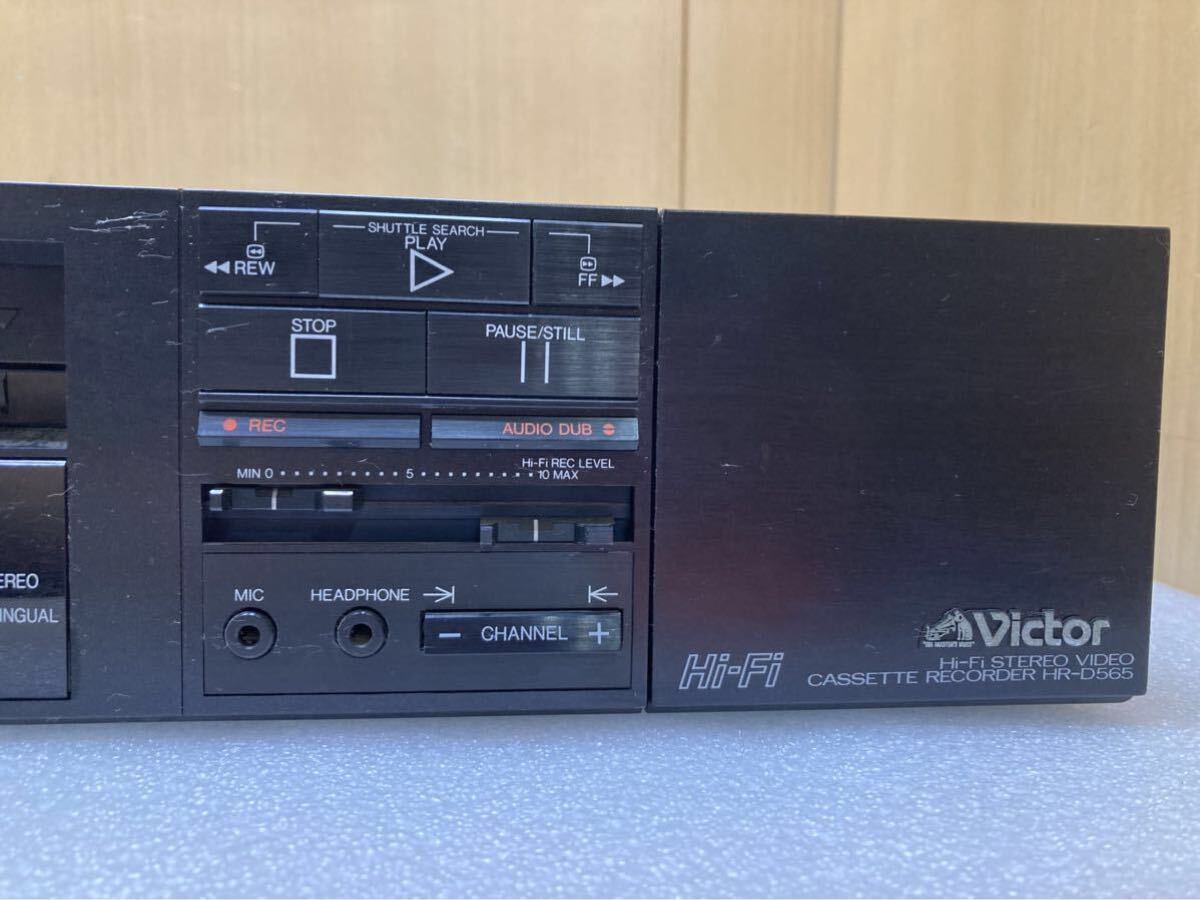 SHUTTLE SEARCH
REW
PLAY
FF
STOP
PAUSE/STILL
REC
AUDIO DUB
Hi-Fi REC LEVEL
MIN 0 5 10 MAX
EREO
INGUAL
MIC
HEADPHONE
− CHANNEL +
Victor
Hi-Fi
Hi-Fi STEREO VIDEO
CASSETTE RECORDER HR-D565